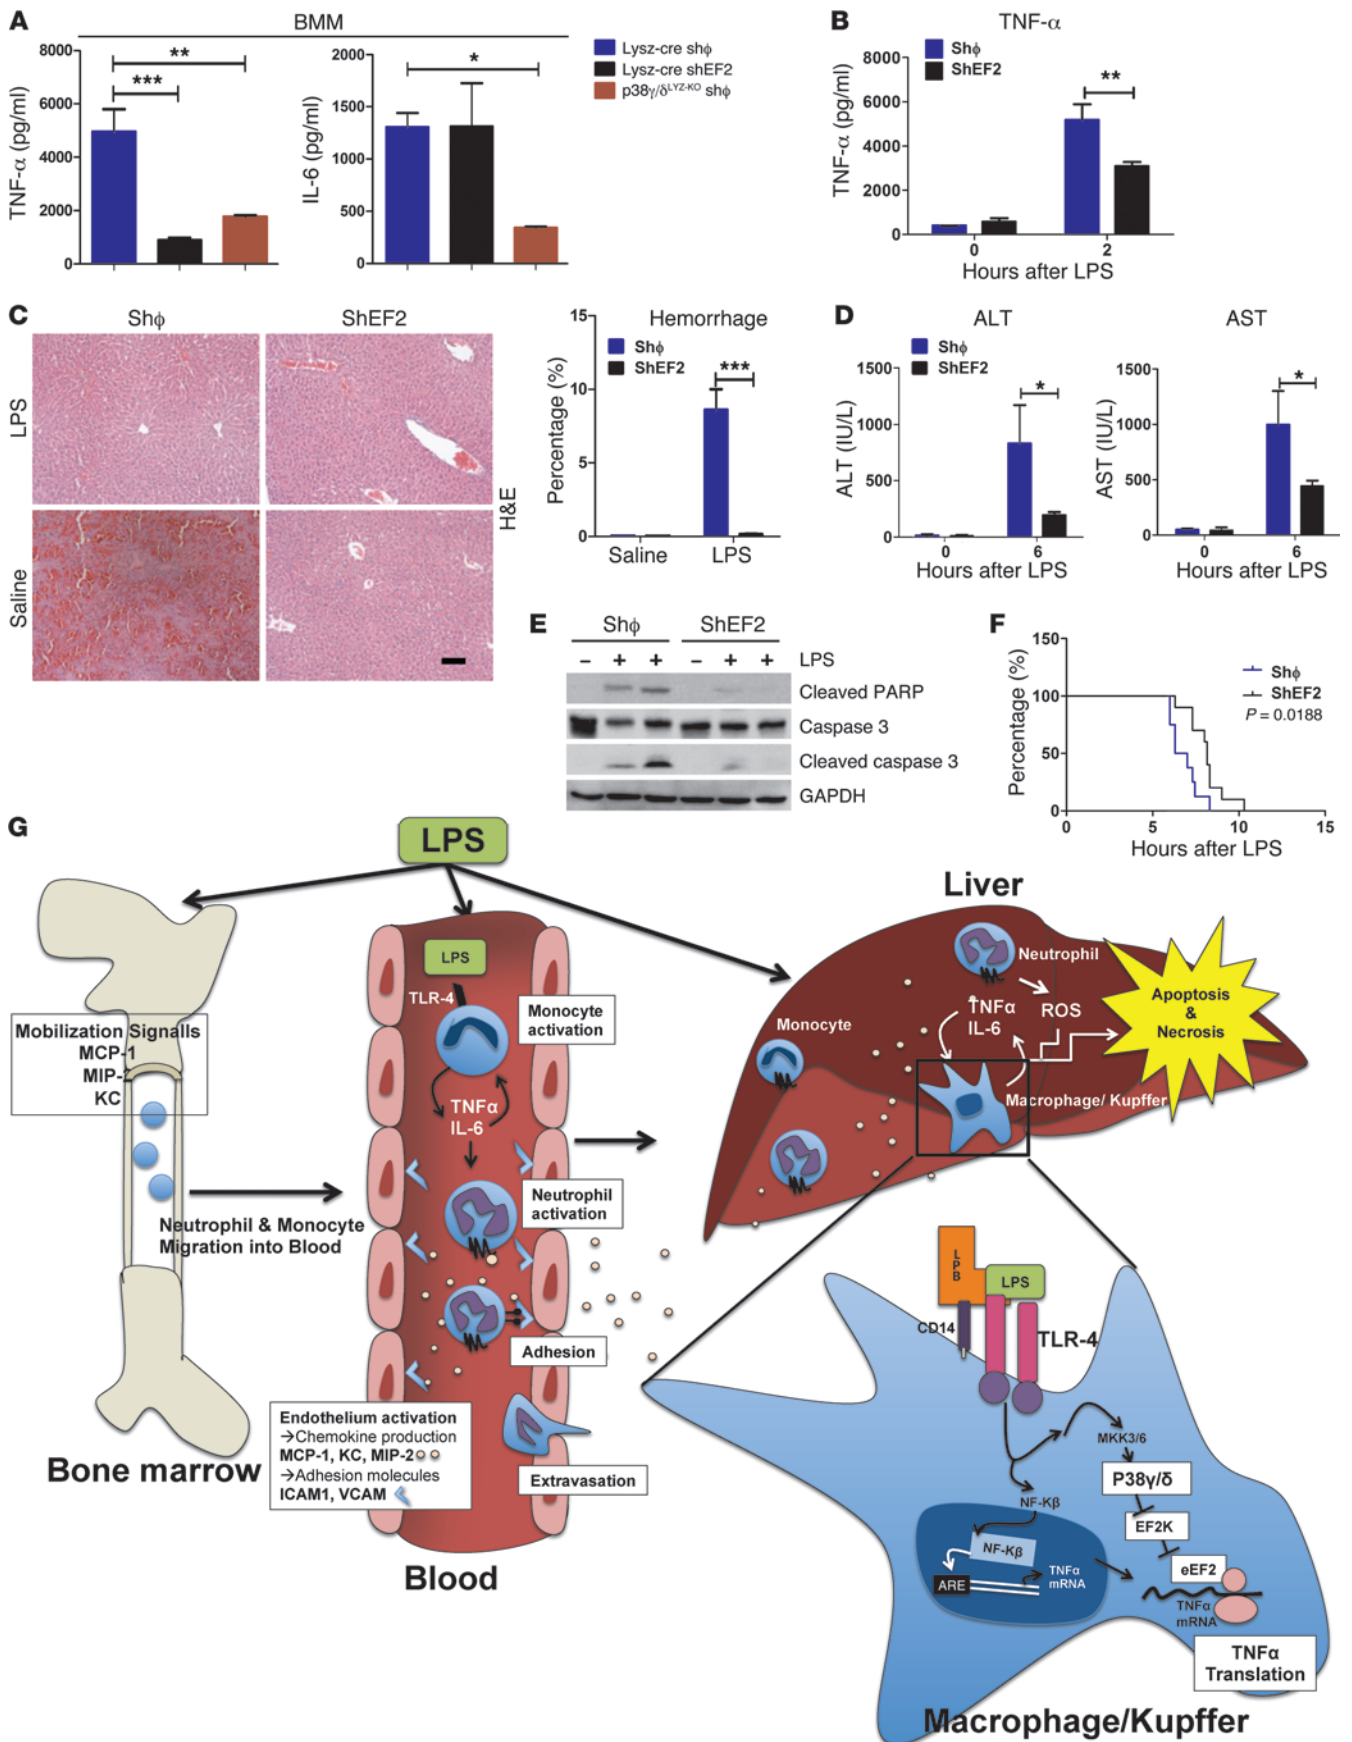 A
BMM
8000
6000
4000
2000
0
TNF-α (pg/ml)
**
***
2000
1500
1000
500
0
IL-6 (pg/ml)
*
Lysz-cre shϕ
Lysz-cre shEF2
p38γ/δLYZ-KO shϕ
B
TNF-α
Shϕ
ShEF2
8000
6000
4000
2000
0
TNF-α (pg/ml)
**
0
2
Hours after LPS
C
Shϕ
ShEF2
LPS
Saline
H&E
15
10
5
0
Percentage (%)
Hemorrhage
Shϕ
ShEF2
***
Saline
LPS
D
ALT
Shϕ
ShEF2
1500
1000
500
0
ALT (IU/L)
*
0
6
Hours after LPS
AST
1500
1000
500
0
AST (IU/L)
*
0
6
Hours after LPS
E
Shϕ
ShEF2
– + + – + + LPS
Cleaved PARP
Caspase 3
Cleaved caspase 3
GAPDH
F
150
100
50
0
Percentage (%)
Shϕ
ShEF2
P = 0.0188
0
5
10
15
Hours after LPS
G
LPS
Mobilization Signalls
MCP-1
MIP-2
KC
Neutrophil & Monocyte
Migration into Blood
Bone marrow
LPS
TLR-4
Monocyte
activation
TNFα
IL-6
Neutrophil
activation
Adhesion
Endothelium activation
→Chemokine production
MCP-1, KC, MIP-2
→Adhesion molecules
ICAM1, VCAM
Extravasation
Blood
Liver
Neutrophil
Monocyte
TNFα
IL-6
ROS
Apoptosis
&
Necrosis
Macrophage/ Kupffer
LPB
LPS
CD14
TLR-4
MKK3/6
P38γ/δ
NF-Kβ
EF2K
NF-Kβ
eEF2
ARE
TNFα
mRNA
TNFα
mRNA
TNFα
Translation
Macrophage/Kupffer